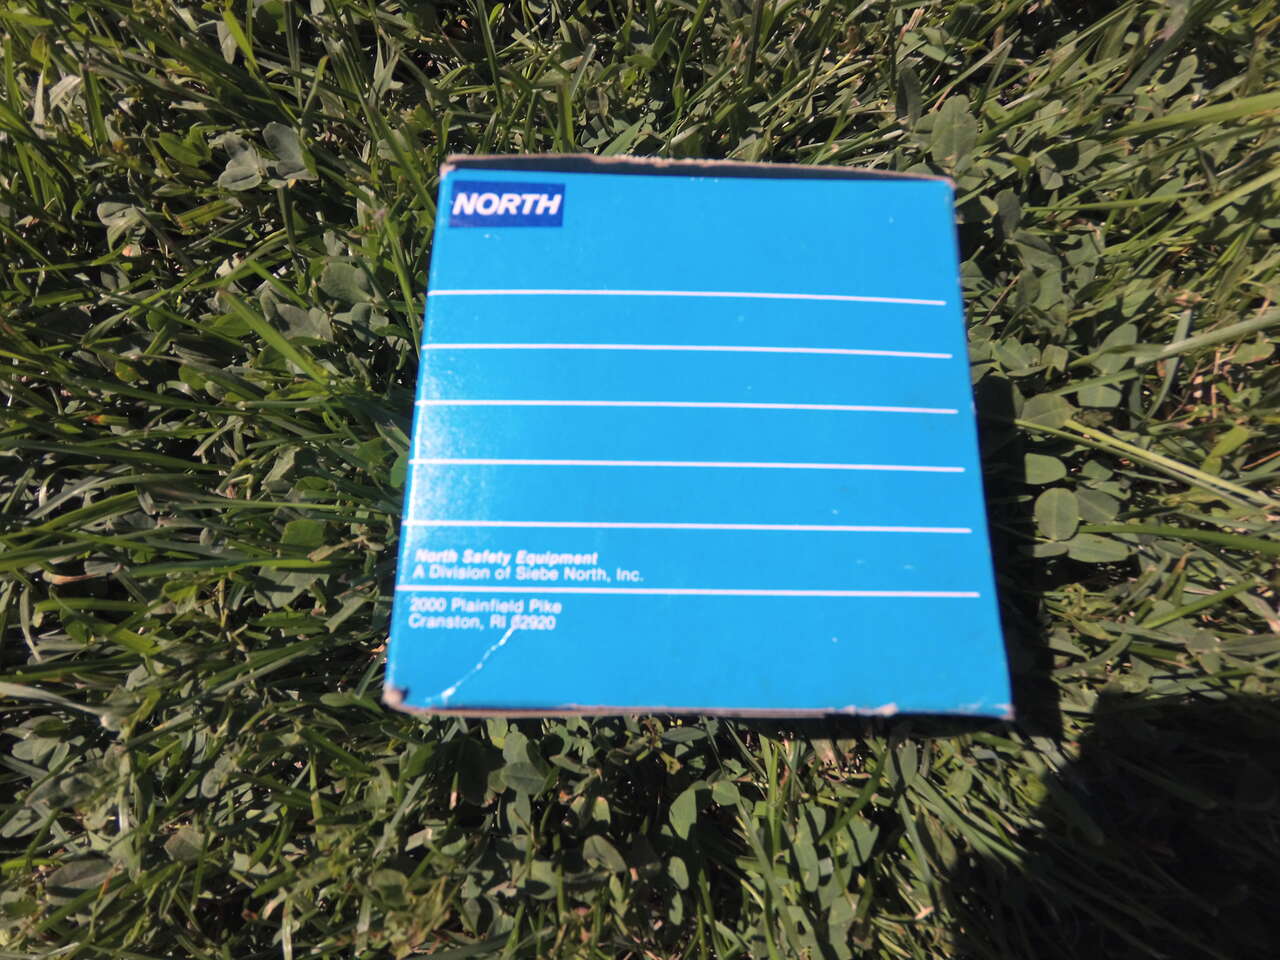 NORTH
North Safety Equipment
A Division of Siebe North, Inc.
2000 Plainfield Pike
Cranston, RI 02920